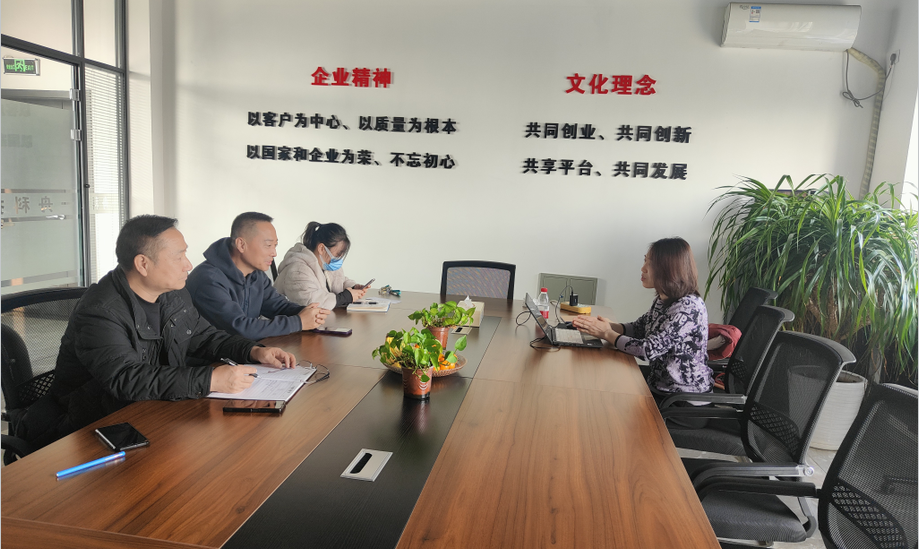 企业精神
以客户为中心、以质量为根本
以国家和企业为荣、不忘初心
文化理念
共同创业、共同创新
共享平台、共同发展
EXIT